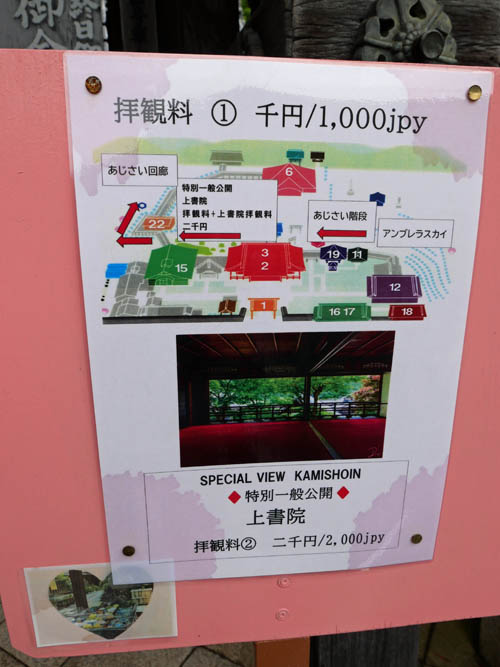 拝観料 ① 千円/1,000jpy
6
あじさい回廊
特別一般公開
上書院
拝観料+上書院拝観料
二千円
あじさい階段
アンブレラスカイ
22
3
2
19
11
15
12
1
16 17
18
SPECIAL VIEW KAMISHOIN
◆特別一般公開◆
上書院
拝観料② 二千円/2,000jpy